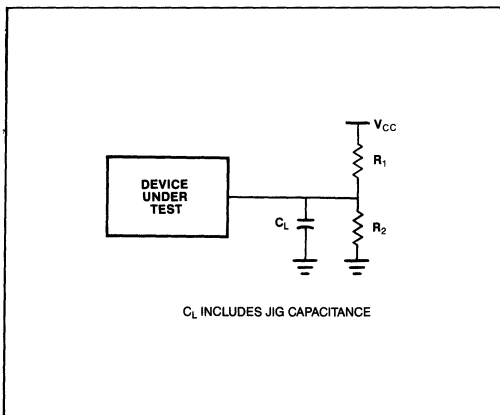 V_CC
R_1
DEVICE
UNDER
TEST
C_L
R_2
C_L INCLUDES JIG CAPACITANCE